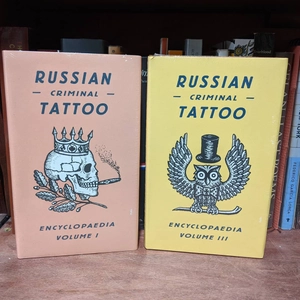 RUSSIAN
CRIMINAL
TATTOO
ENCYCLOPAEDIA
VOLUME I
RUSSIAN
CRIMINAL
TATTOO
ENCYCLOPAEDIA
VOLUME III